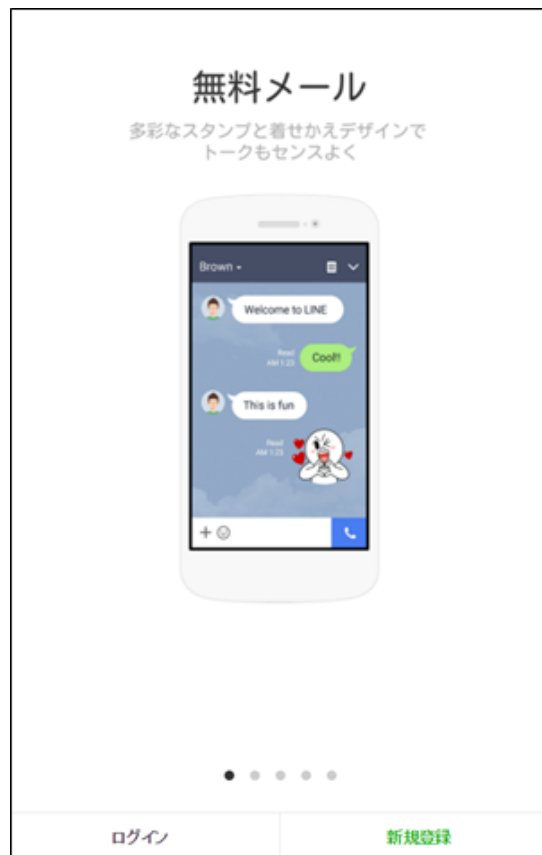 無料メール
多彩なスタンプと着せかえデザインで
トークもセンスよく
Brown
Welcome to LINE
Read
AM 1:23
Cool!!
This is fun
Read
AM 1:23
ログイン
新規登録